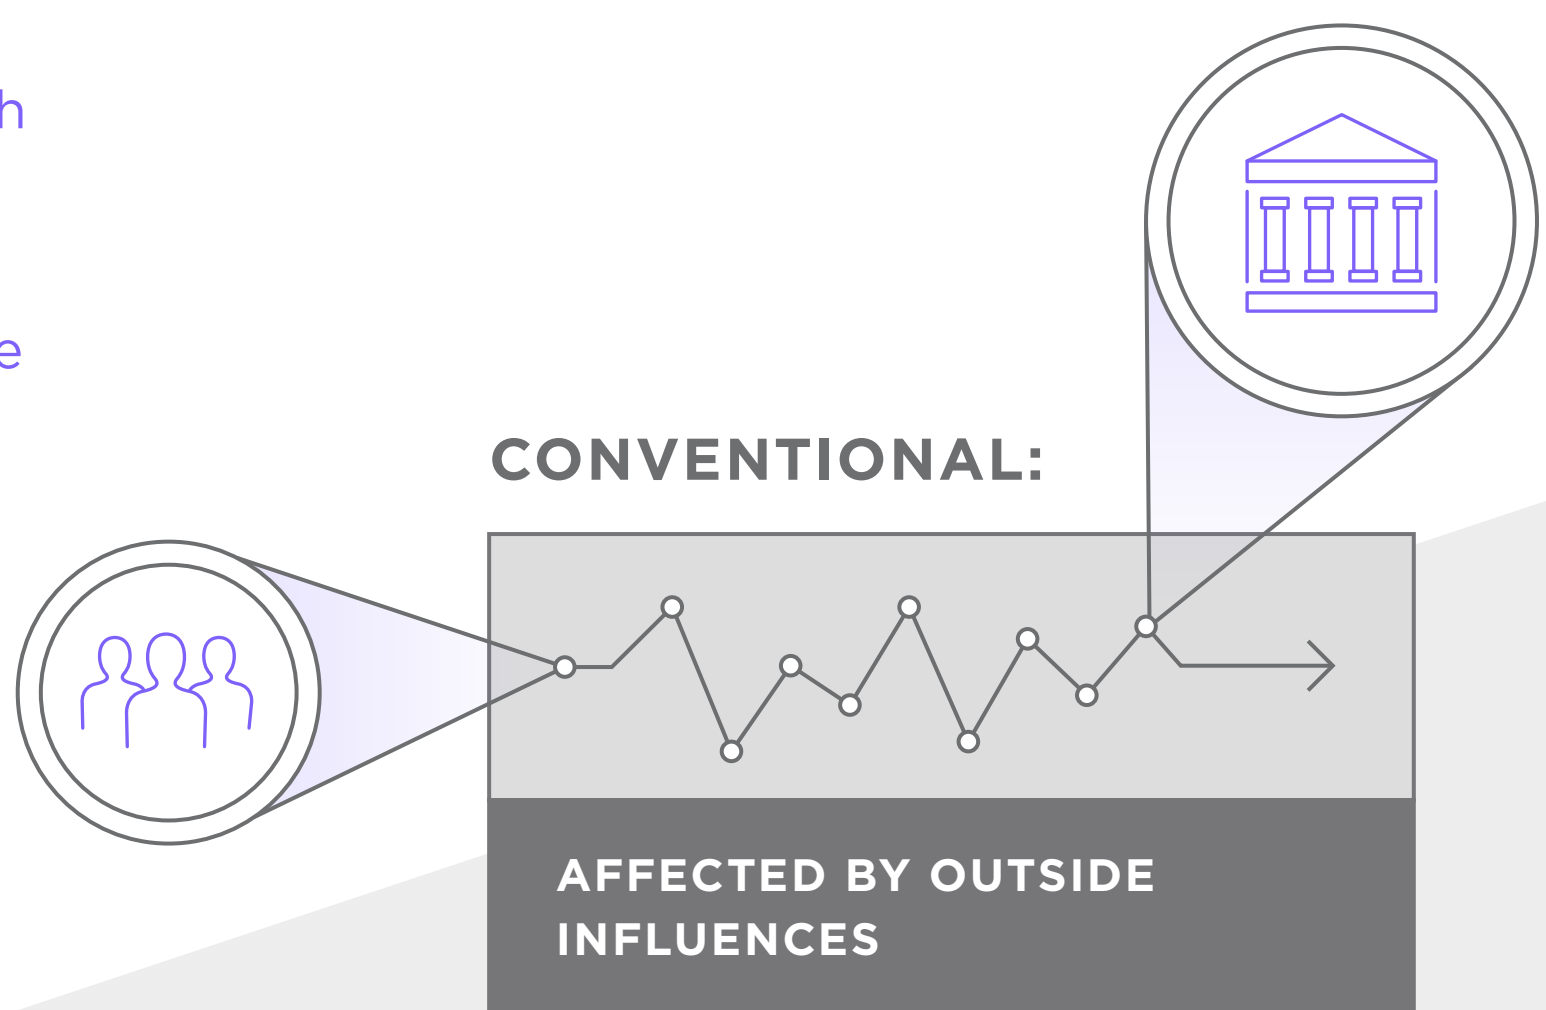 h
e
CONVENTIONAL:
AFFECTED BY OUTSIDE
INFLUENCES